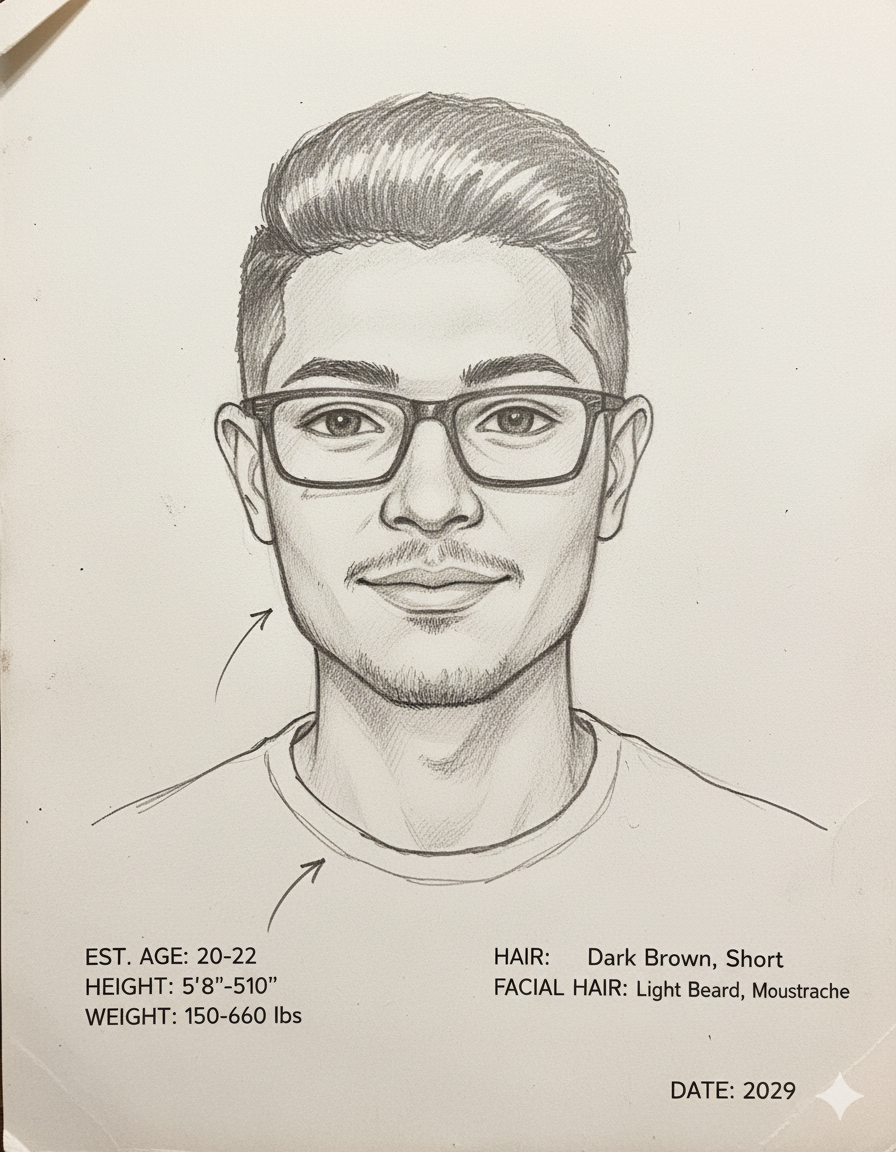 EST. AGE: 20-22
HEIGHT: 5'8"-510"
WEIGHT: 150-660 lbs
HAIR: Dark Brown, Short
FACIAL HAIR: Light Beard, Moustrache
DATE: 2029